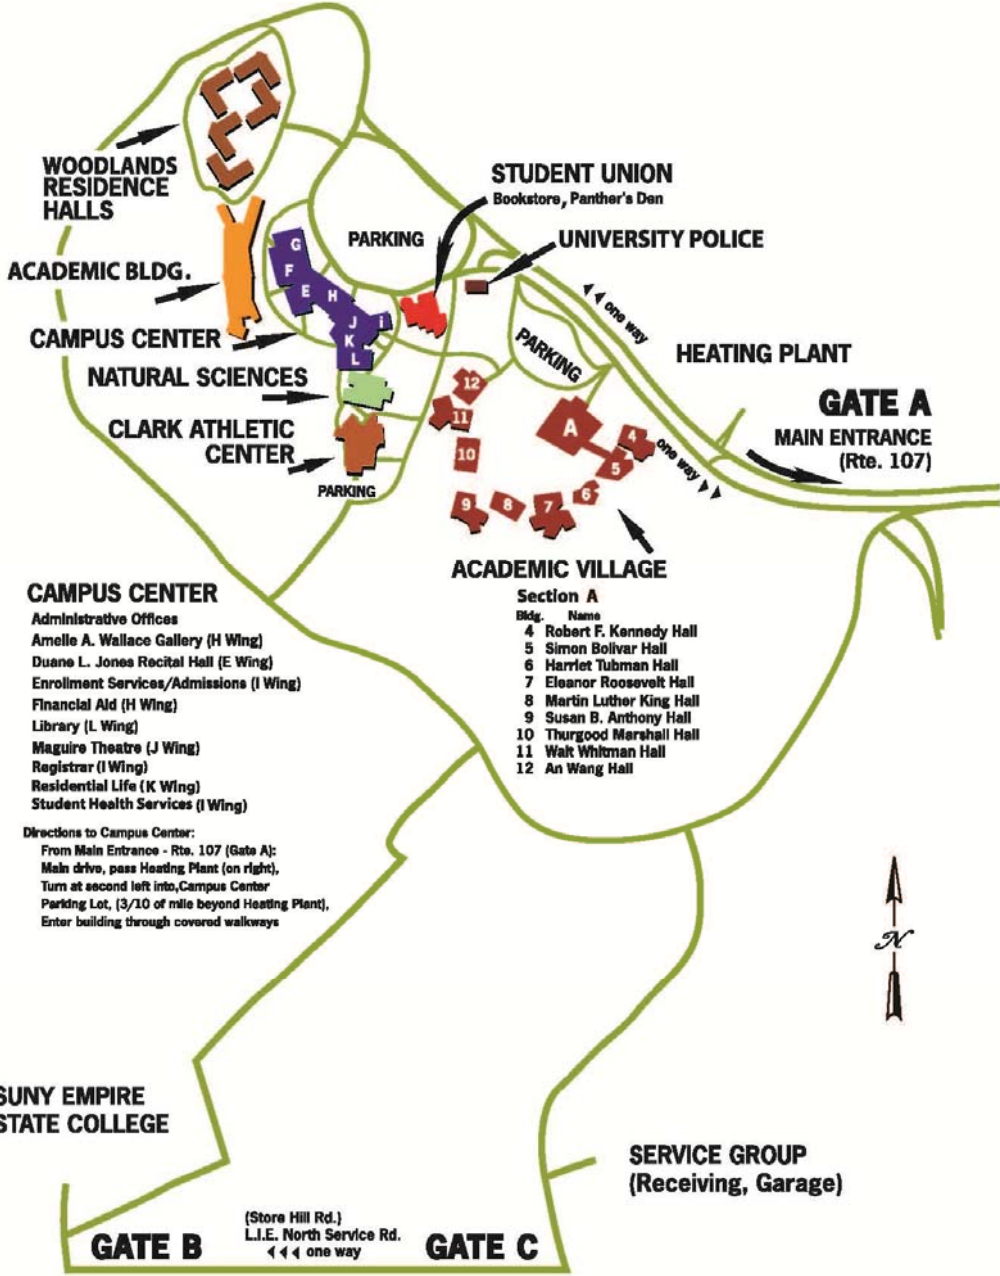 WOODLANDS
RESIDENCE
HALLS
STUDENT UNION
Bookstore, Panther's Den
PARKING
UNIVERSITY POLICE
G
F
E
H
J
i
K
L
ACADEMIC BLDG.
one way
CAMPUS CENTER
PARKING
HEATING PLANT
NATURAL SCIENCES
12
11
10
A
4
5
6
7
8
9
one way
GATE A
MAIN ENTRANCE
(Rte. 107)
CLARK ATHLETIC
CENTER
PARKING
ACADEMIC VILLAGE
Section A
Bldg. Name
4 Robert F. Kennedy Hall
5 Simon Bolivar Hall
6 Harriet Tubman Hall
7 Eleanor Roosevelt Hall
8 Martin Luther King Hall
9 Susan B. Anthony Hall
10 Thurgood Marshall Hall
11 Walt Whitman Hall
12 An Wang Hall
CAMPUS CENTER
Administrative Offices
Amelie A. Wallace Gallery (H Wing)
Duane L. Jones Recital Hall (E Wing)
Enrollment Services/Admissions (I Wing)
Financial Aid (H Wing)
Library (L Wing)
Maguire Theatre (J Wing)
Registrar (I Wing)
Residential Life (K Wing)
Student Health Services (I Wing)
Directions to Campus Center:
From Main Entrance - Rte. 107 (Gate A):
Main drive, pass Heating Plant (on right),
Turn at second left into,Campus Center
Parking Lot, (3/10 of mile beyond Heating Plant),
Enter building through covered walkways
N
SUNY EMPIRE
STATE COLLEGE
SERVICE GROUP
(Receiving, Garage)
GATE B
(Store Hill Rd.)
L.I.E. North Service Rd.
one way
GATE C